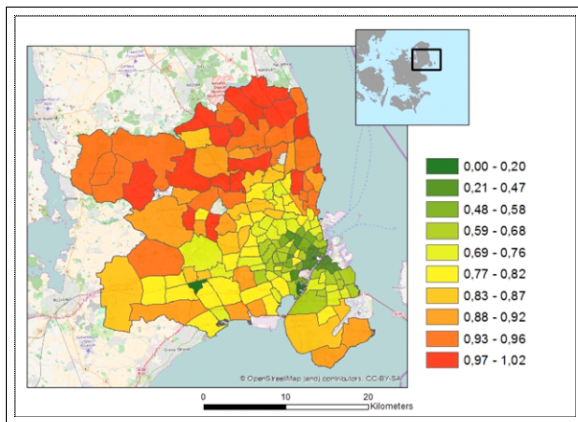 0,00 - 0,20
0,21 - 0,47
0,48 - 0,58
0,59 - 0,68
0,69 - 0,76
0,77 - 0,82
0,83 - 0,87
0,88 - 0,92
0,93 - 0,96
0,97 - 1,02
© OpenStreetMap (and) contributors, CC-BY-SA
0 10 20
Kilometers